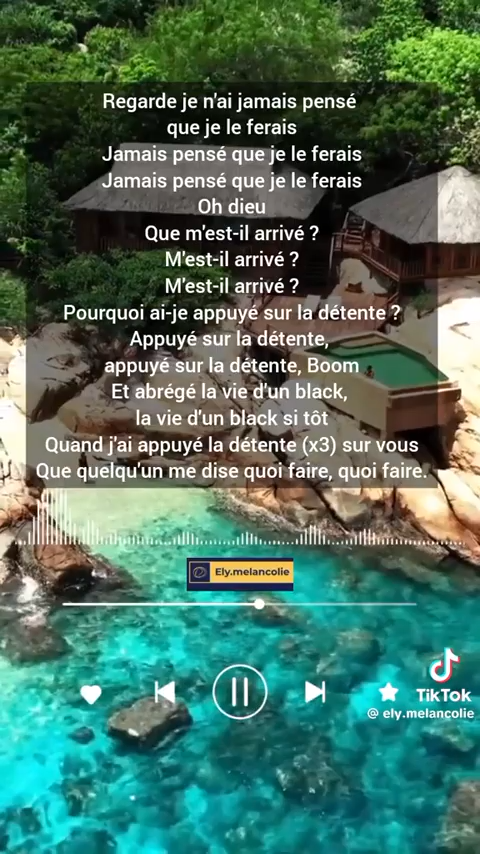 Regarde je n'ai jamais pensé
que je le ferais
Jamais pensé que je le ferais
Jamais pensé que je le ferais
Oh dieu
Que m'est-il arrivé ?
M'est-il arrivé ?
M'est-il arrivé ?
Pourquoi ai-je appuyé sur la détente ?
Appuyé sur la détente,
appuyé sur la détente, Boom
Et abrégé la vie d'un black,
la vie d'un black si tôt
Quand j'ai appuyé la détente (x3) sur vous
Que quelqu'un me dise quoi faire, quoi faire.
Ely.melancolie
TikTok
@ ely.melancolie